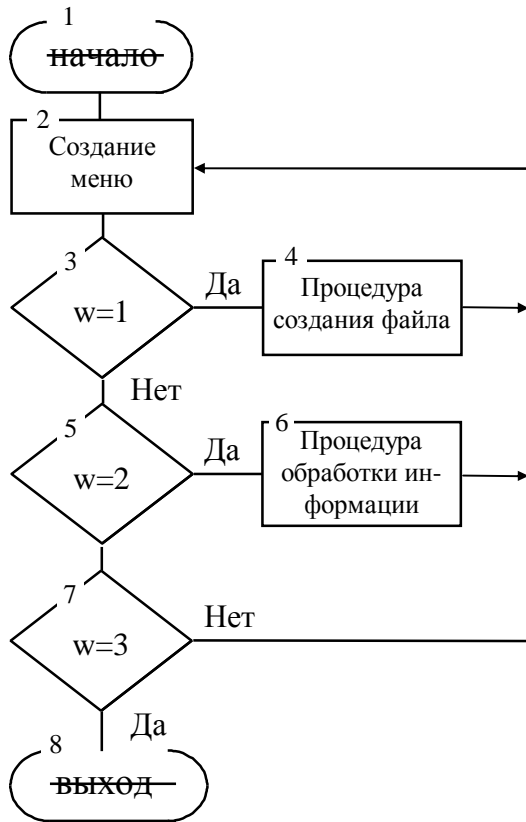 1
начало
2
Создание
меню
3
w=1
Да
4
Процедура
создания файла
Нет
5
w=2
Да
6
Процедура
обработки ин-
формации
7
w=3
Нет
Да
8
выход